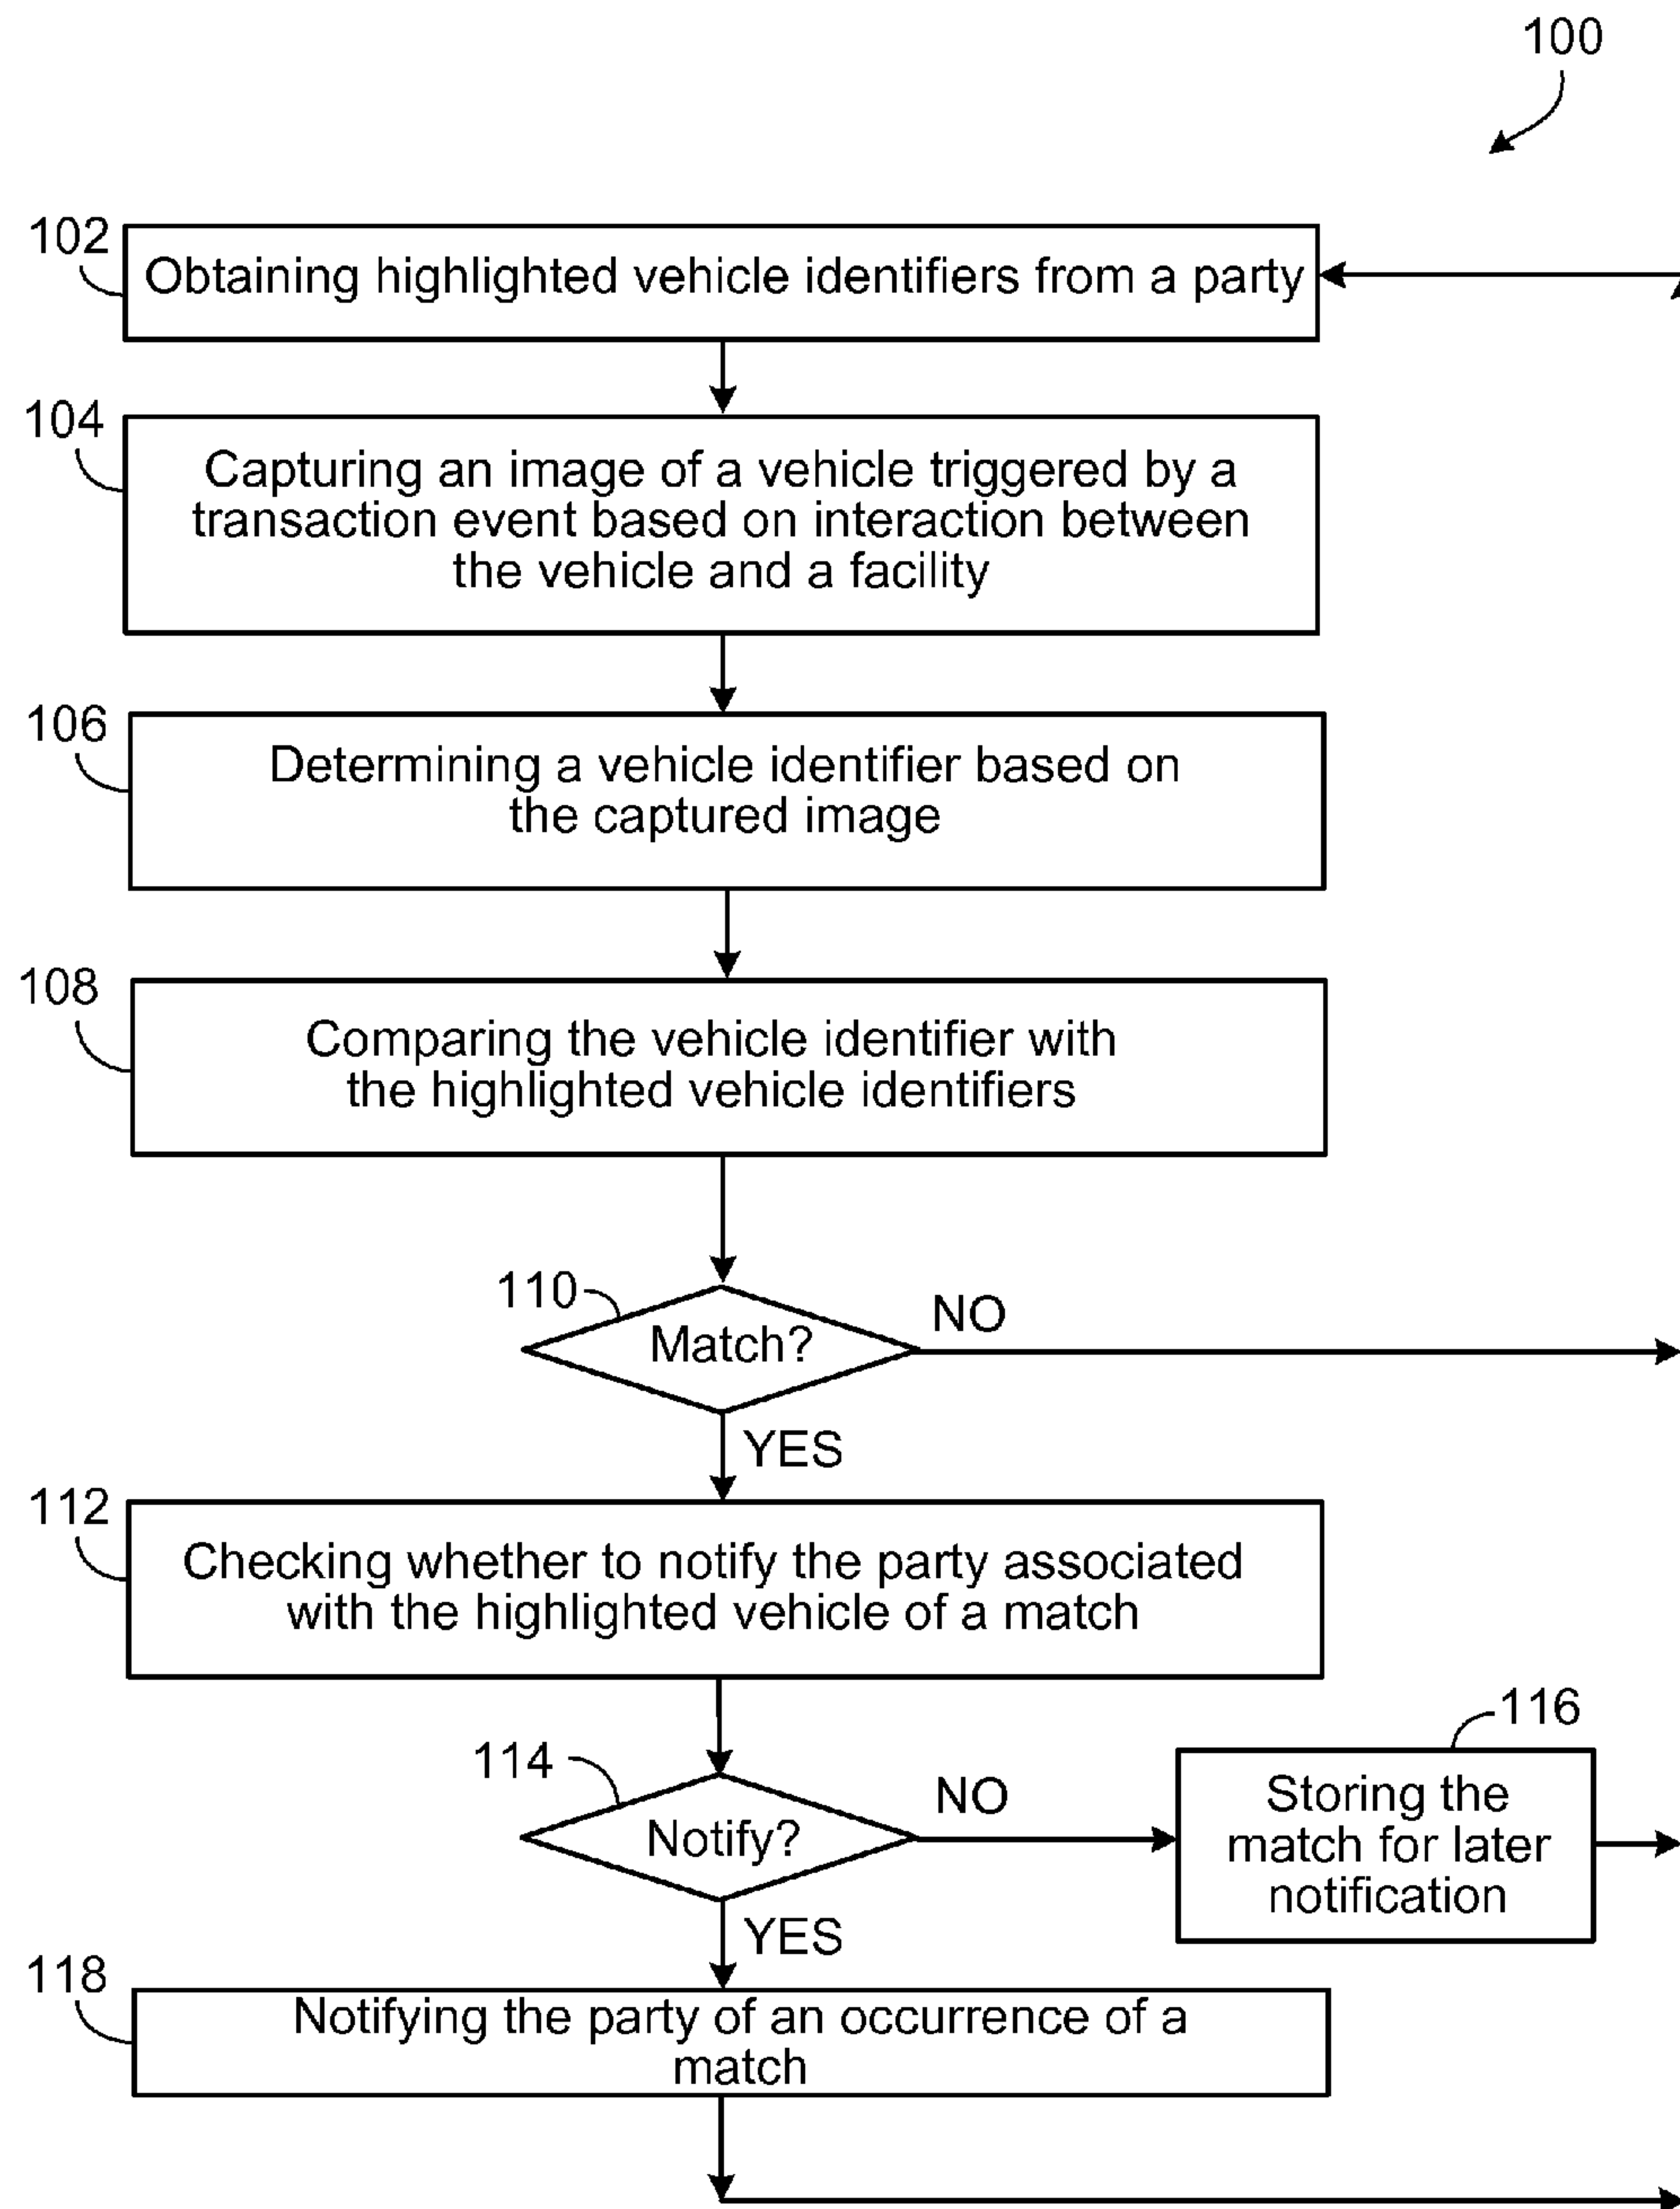 100
102
Obtaining highlighted vehicle identifiers from a party
104
Capturing an image of a vehicle triggered by a
transaction event based on interaction between
the vehicle and a facility
106
Determining a vehicle identifier based on
the captured image
108
Comparing the vehicle identifier with
the highlighted vehicle identifiers
110
Match?
NO
YES
112
Checking whether to notify the party associated
with the highlighted vehicle of a match
114
Notify?
NO
116
Storing the
match for later
notification
YES
118
Notifying the party of an occurrence of a
match